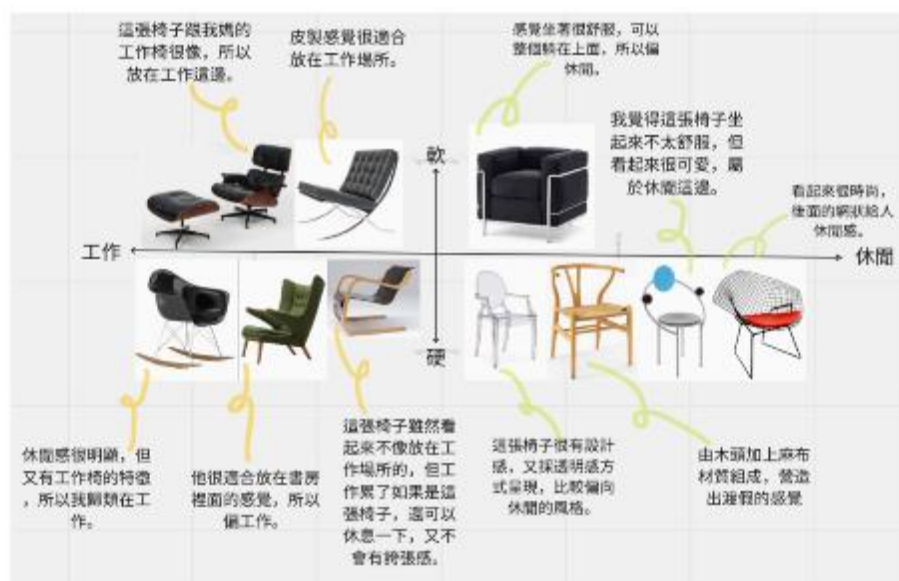 這張椅子跟我媽的
工作椅很像，所以
放在工作這邊。
皮製感覺很適合
放在工作場所。
感覺坐著很舒服，可以
整個躺在上面，所以偏
休閒。
我覺得這張椅子坐
起來不太舒服，但
看起來很可愛，屬
於休閒這邊。
看起來很時尚，
後面的網狀給人
休閒感。
軟
工作
休閒
硬
休閒感很明顯，但
又有工作椅的特徵
，所以我歸類在工
作。
他很適合放在書房
裡面的感覺，所以
偏工作。
這張椅子雖然看
起來不像放在工
作場所的，但工
作累了如果是這
張椅子，還可以
休息一下，又不
會有誇張感。
這張椅子很有設計
感，又採透明感方
式呈現，比較偏向
休閒的風格。
由木頭加上麻布
材質組成，營造
出渡假的感覺